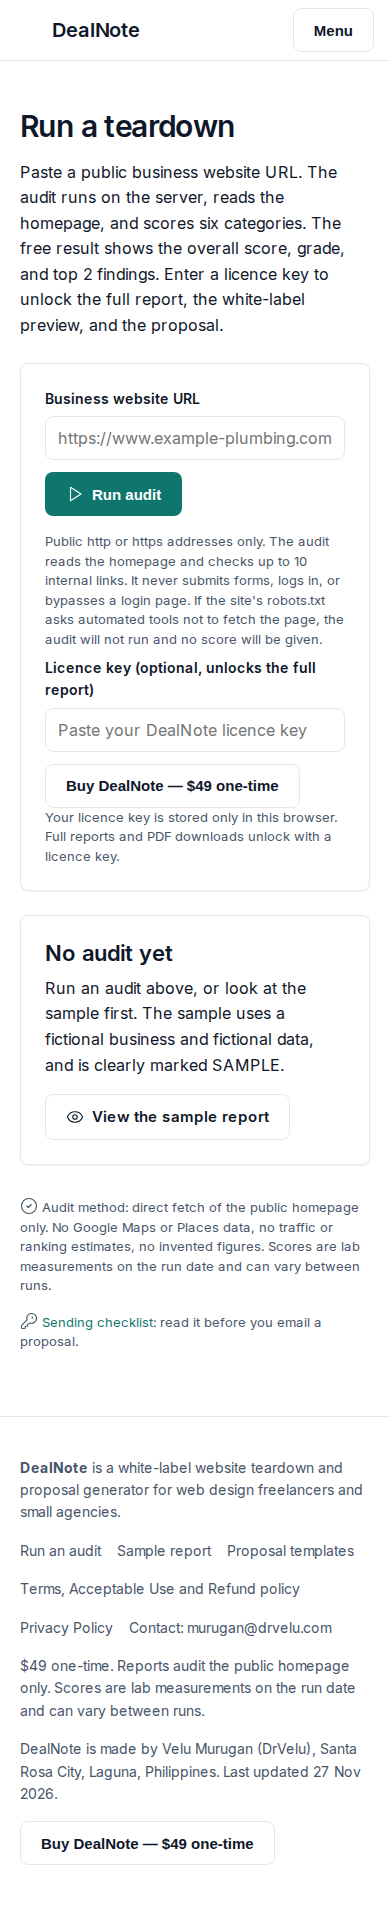 DealNote
Menu
Run a teardown
Paste a public business website URL. The
audit runs on the server, reads the
homepage, and scores six categories. The
free result shows the overall score, grade,
and top 2 findings. Enter a licence key to
unlock the full report, the white-label
preview, and the proposal.
Business website URL
https://www.example-plumbing.com
Run audit
Public http or https addresses only. The audit
reads the homepage and checks up to 10
internal links. It never submits forms, logs in, or
bypasses a login page. If the site's robots.txt
asks automated tools not to fetch the page, the
audit will not run and no score will be given.
Licence key (optional, unlocks the full
report)
Paste your DealNote licence key
Buy DealNote — $49 one-time
Your licence key is stored only in this browser.
Full reports and PDF downloads unlock with a
licence key.
No audit yet
Run an audit above, or look at the
sample first. The sample uses a
fictional business and fictional data,
and is clearly marked SAMPLE.
View the sample report
Audit method: direct fetch of the public homepage
only. No Google Maps or Places data, no traffic or
ranking estimates, no invented figures. Scores are lab
measurements on the run date and can vary between
runs.
Sending checklist: read it before you email a
proposal.
DealNote is a white-label website teardown and
proposal generator for web design freelancers and
small agencies.
Run an audit Sample report Proposal templates
Terms, Acceptable Use and Refund policy
Privacy Policy Contact: murugan@drvelu.com
$49 one-time. Reports audit the public homepage
only. Scores are lab measurements on the run date
and can vary between runs.
DealNote is made by Velu Murugan (DrVelu), Santa
Rosa City, Laguna, Philippines. Last updated 27 Nov
2026.
Buy DealNote — $49 one-time